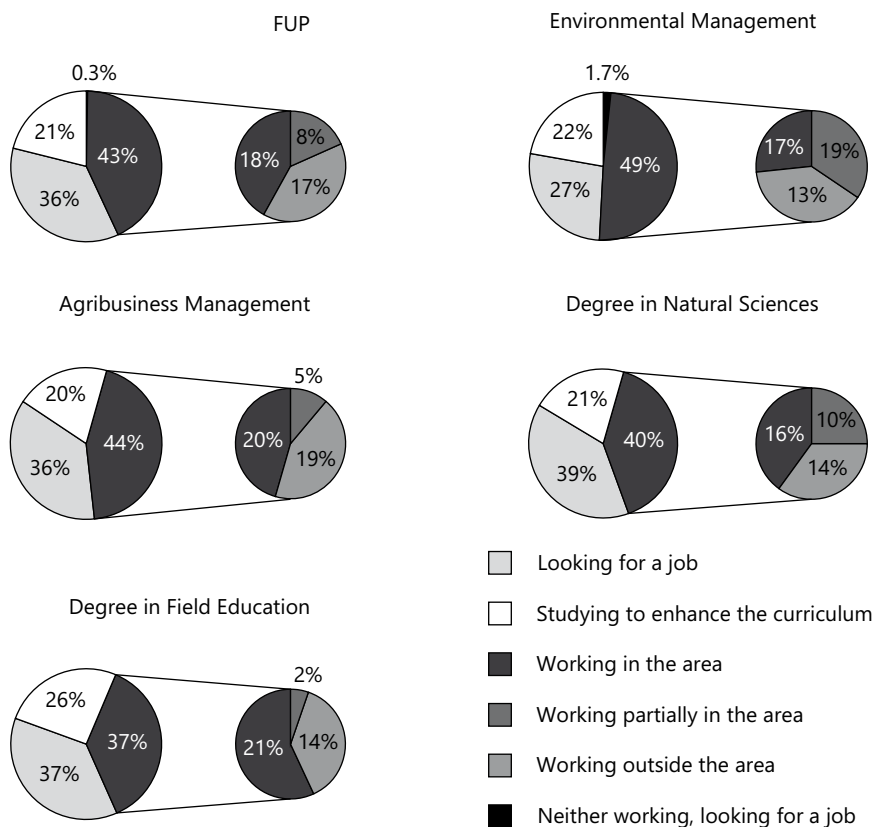 FUP
0.3%
21%
43%
36%
8%
18%
17%
Environmental Management
1.7%
22%
49%
27%
17%
19%
13%
Agribusiness Management
20%
44%
36%
5%
20%
19%
Degree in Natural Sciences
21%
40%
39%
10%
16%
14%
Degree in Field Education
26%
37%
37%
2%
21%
14%
Looking for a job
Studying to enhance the curriculum
Working in the area
Working partially in the area
Working outside the area
Neither working, looking for a job